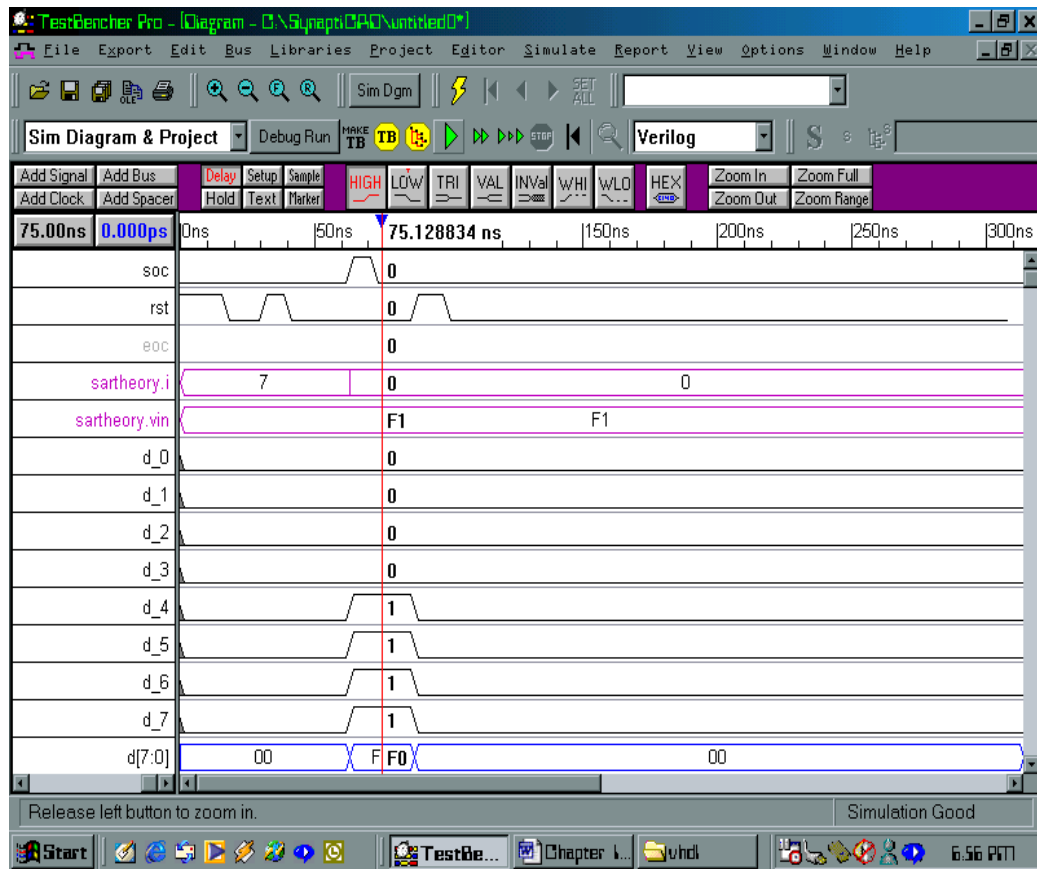 TestBencher Pro - [Diagram - C:\SynaptiCAD\untitled0*]
File Export Edit Bus Libraries Project Editor Simulate Report View Options Window Help
OLE Sim Dgm SET ALL
Sim Diagram & Project Debug Run MAKE TB TB STOP Verilog S S S
Add Signal Add Bus Delay Setup Sample HIGH LOW TRI VAL INVal WHI WLO HEX Zoom In Zoom Full
Add Clock Add Spacer Hold Text Marker Zoom Out Zoom Range
75.00ns 0.000ps 0ns 50ns 75.128834 ns 150ns 200ns 250ns 300ns
soc 0
rst 0
eoc 0
sartheory.i 7 0 0
sartheory.vin F1 F1
d_0 0
d_1 0
d_2 0
d_3 0
d_4 1
d_5 1
d_6 1
d_7 1
d[7:0] 00 F F0 00
Release left button to zoom in. Simulation Good
Start TestBe... Chapter vhdl 6:56 PM